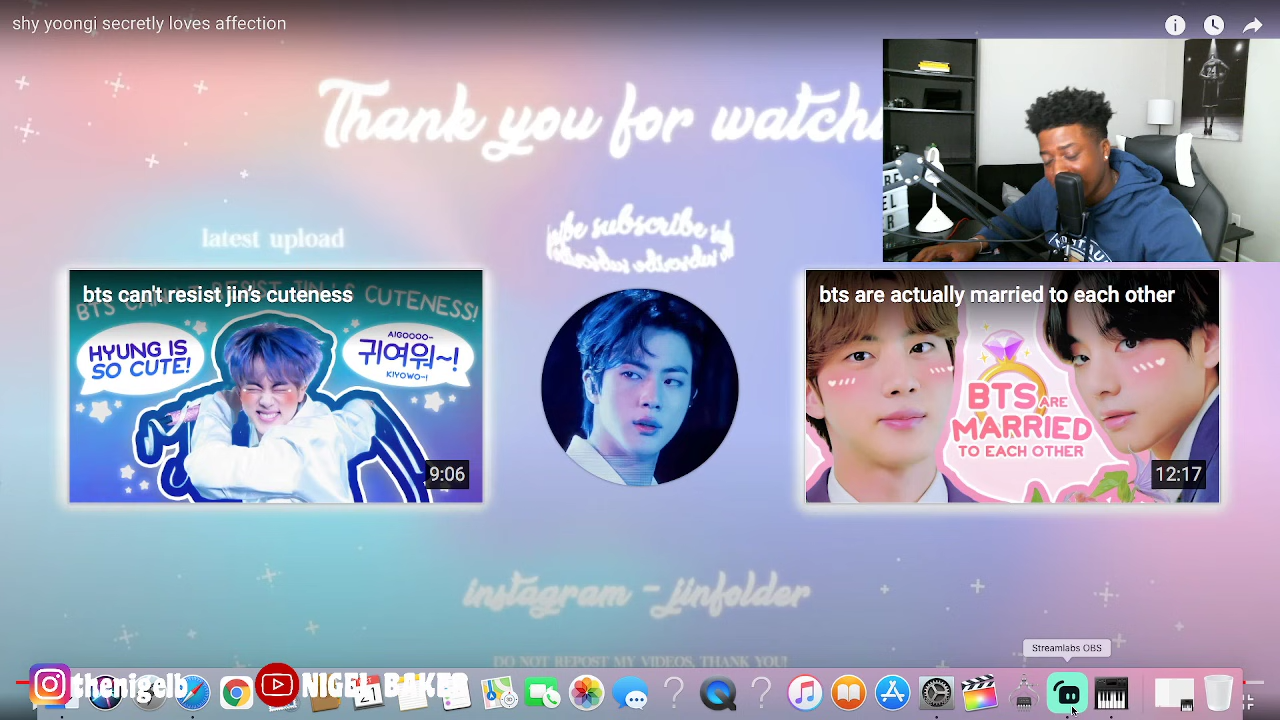 shy yoongi secretly loves affection
Thank you for watchi
latest upload
be subscribe
bts can't resist jin's cuteness
HYUNG IS
SO CUTE!
AIGOOOO~
귀여워~!
KIYOWO~!
9:06
bts are actually married to each other
BTS ARE
MARRIED
TO EACH OTHER
12:17
instagram - jinfolder
DO NOT REPOST MY VIDEOS, THANK YOU!
Streamlabs OBS
thenigelb
NIGEL BAKER
21